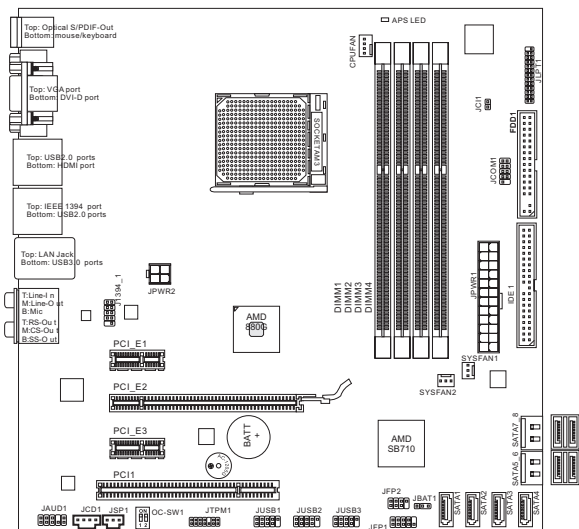 Top: Optical S/PDIF-Out
Bottom:mouse/keyboard
APS LED
CPUFAN
JLPT1
Top: VGA port
Bottom: DVI-D port
SOCKETAM3
JCI1
FDD1
Top: USB2.0 ports
Bottom: HDMI port
JCOM1
Top: IEEE 1394 port
Bottom: USB2.0 ports
Top: LAN Jack
Bottom: USB3.0 ports
JPWR2
J1394_1
T:Line-In
M:Line-Out
B:Mic
T:RS-Out
M:CS-Out
B:SS-Out
DIMM1
DIMM2
DIMM3
DIMM4
JPWR1
IDE 1
AMD
880G
PCI_E1
SYSFAN1
SYSFAN2
PCI_E2
PCI_E3
BATT
+
AMD
SB710
SATA7 8
SATA5 6
PCI1
JAUD1
JCD1
JSP1
ON
1 2
OC-SW1
JTPM1
JUSB1
JUSB2
JUSB3
JFP2
JBAT1
JFP1
SATA1
SATA2
SATA3
SATA4